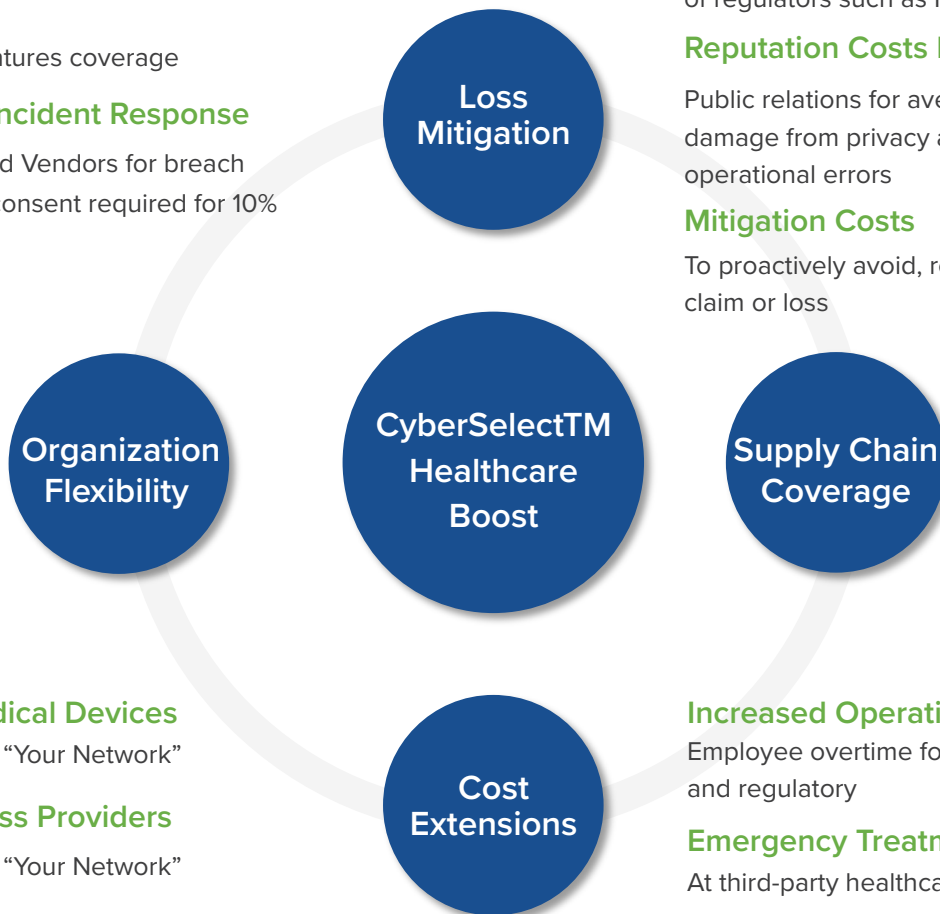 atures coverage
ncident Response
d Vendors for breach
consent required for 10%
Loss
Mitigation
of regulators such as
Reputation Costs
Public relations for ave
damage from privacy a
operational errors
Mitigation Costs
To proactively avoid, re
claim or loss
Organization
Flexibility
CyberSelectTM
Healthcare
Boost
Supply Chain
Coverage
dical Devices
“Your Network”
ss Providers
“Your Network”
Cost
Extensions
Increased Operati
Employee overtime fo
and regulatory
Emergency Treatm
At third-party healthca